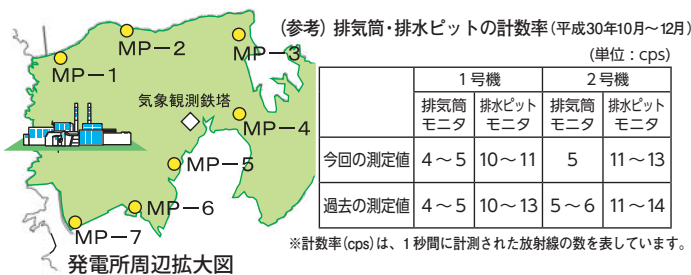 MP－1
MP－2
MP－3
気象観測鉄塔
MP－4
MP－5
MP－6
MP－7
発電所周辺拡大図
(参考) 排気筒・排水ピットの計数率(平成30年10月～12月)
(単位：cps)
1号機 2号機
排気筒モニタ 排水ピットモニタ 排気筒モニタ 排水ピットモニタ
今回の測定値 4～5 10～11 5 11～13
過去の測定値 4～5 10～13 5～6 11～14
※計数率(cps)は、1秒間に計測された放射線の数を表しています。